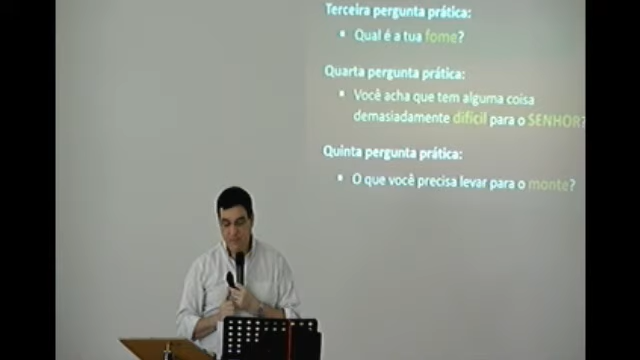 Terceira pergunta prática:
▪ Qual é a tua fome?
Quarta pergunta prática:
▪ Você acha que tem alguma coisa
demasiadamente difícil para o SENHOR?
Quinta pergunta prática:
▪ O que você precisa levar para o monte?